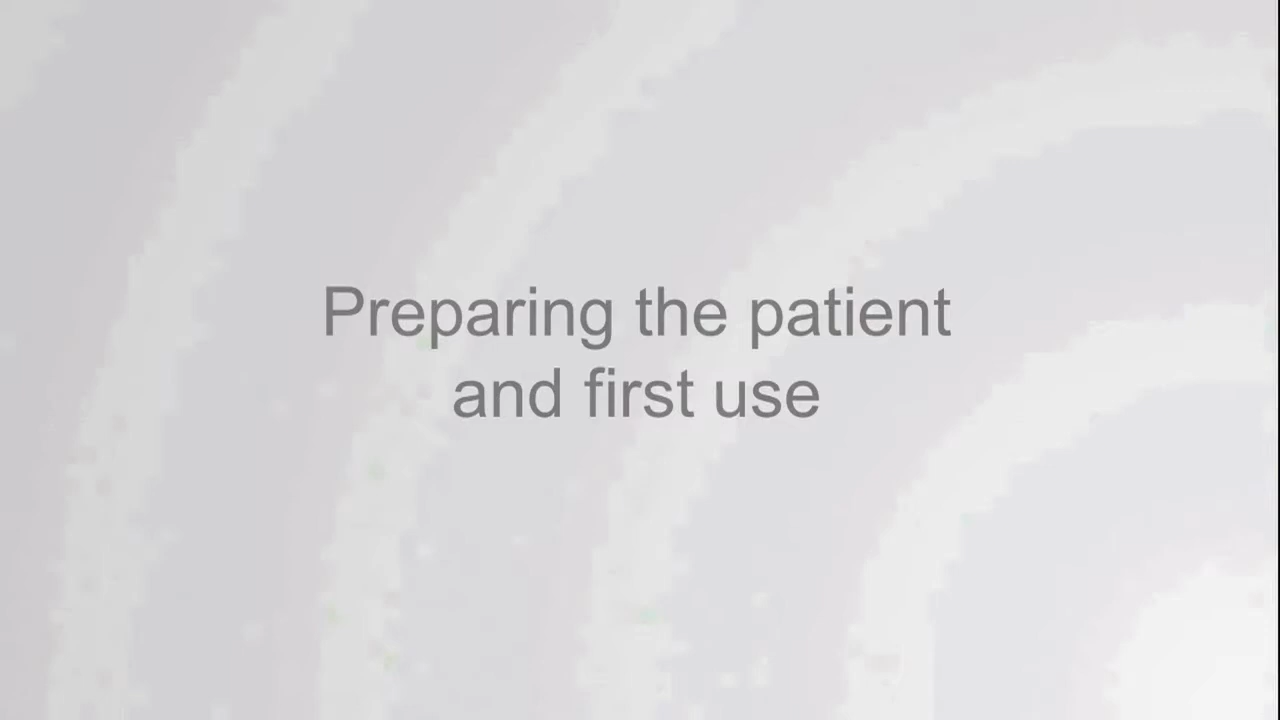 Preparing the patient
and first use